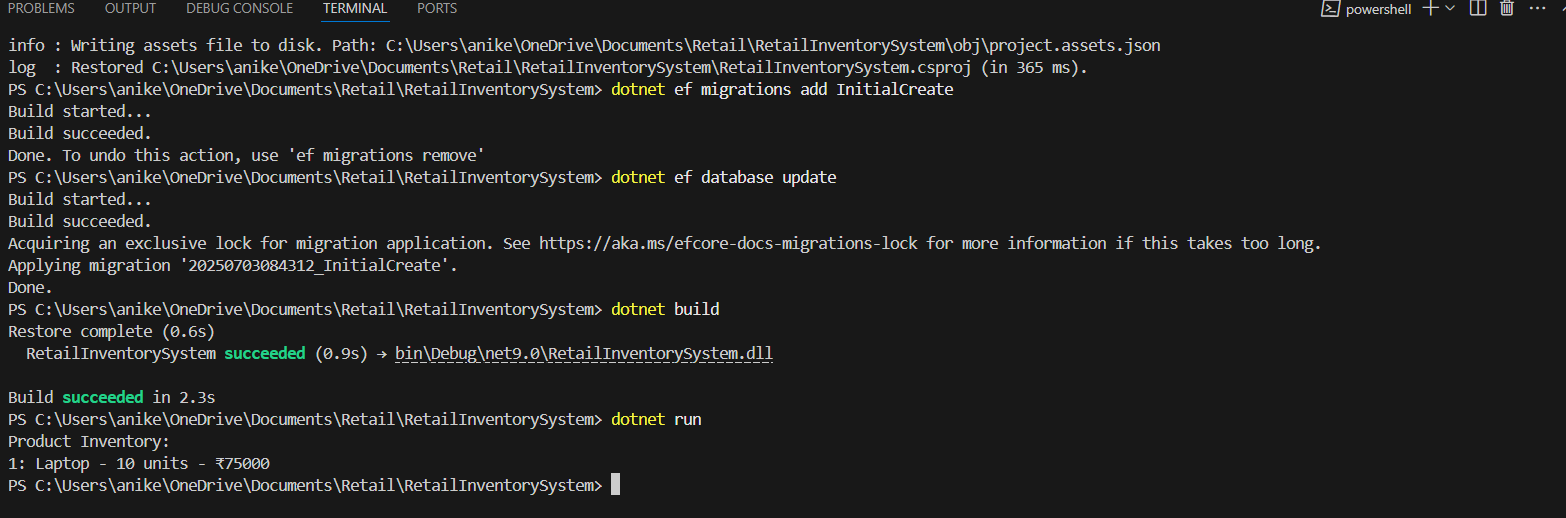 PROBLEMS OUTPUT DEBUG CONSOLE TERMINAL PORTS powershell
info : Writing assets file to disk. Path: C:\Users\anike\OneDrive\Documents\Retail\RetailInventorySystem\obj\project.assets.json
log  : Restored C:\Users\anike\OneDrive\Documents\Retail\RetailInventorySystem\RetailInventorySystem.csproj (in 365 ms).
PS C:\Users\anike\OneDrive\Documents\Retail\RetailInventorySystem> dotnet ef migrations add InitialCreate
Build started...
Build succeeded.
Done. To undo this action, use 'ef migrations remove'
PS C:\Users\anike\OneDrive\Documents\Retail\RetailInventorySystem> dotnet ef database update
Build started...
Build succeeded.
Acquiring an exclusive lock for migration application. See https://aka.ms/efcore-docs-migrations-lock for more information if this takes too long.
Applying migration '20250703084312_InitialCreate'.
Done.
PS C:\Users\anike\OneDrive\Documents\Retail\RetailInventorySystem> dotnet build
Restore complete (0.6s)
  RetailInventorySystem succeeded (0.9s) → bin\Debug\net9.0\RetailInventorySystem.dll
Build succeeded in 2.3s
PS C:\Users\anike\OneDrive\Documents\Retail\RetailInventorySystem> dotnet run
Product Inventory:
1: Laptop - 10 units - ₹75000
PS C:\Users\anike\OneDrive\Documents\Retail\RetailInventorySystem>